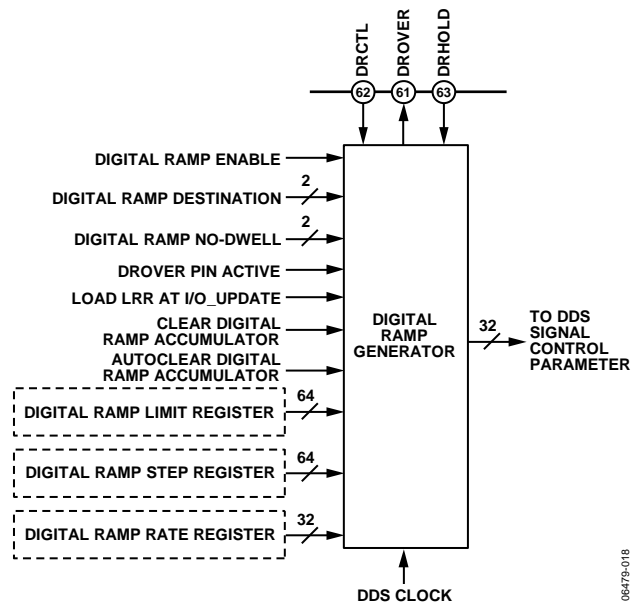 DRCTL
DROVER
DRHOLD
62
61
63
DIGITAL RAMP ENABLE
2
DIGITAL RAMP DESTINATION
2
DIGITAL RAMP NO-DWELL
DROVER PIN ACTIVE
LOAD LRR AT I/O_UPDATE
CLEAR DIGITAL
RAMP ACCUMULATOR
AUTOCLEAR DIGITAL
RAMP ACCUMULATOR
64
DIGITAL RAMP LIMIT REGISTER
64
DIGITAL RAMP STEP REGISTER
32
DIGITAL RAMP RATE REGISTER
DIGITAL
RAMP
GENERATOR
32
TO DDS
SIGNAL
CONTROL
PARAMETER
DDS CLOCK
06479-018